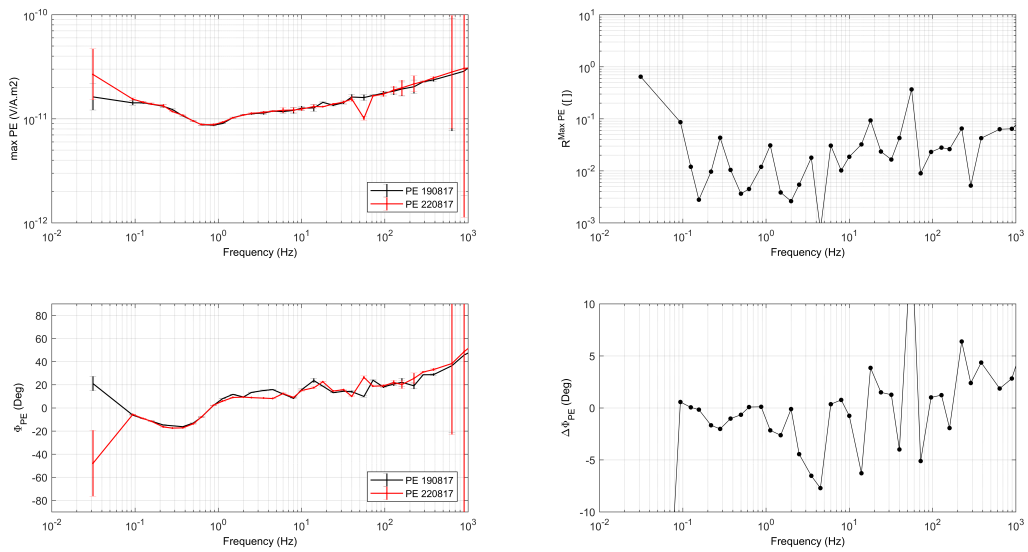 10^-10
10^-11
10^-12
max PE (V/A.m2)
PE 190817
PE 220817
10^-2 10^-1 10^0 10^1 10^2 10^3
Frequency (Hz)
10^1
10^0
10^-1
10^-2
10^-3
R^Max PE ([ ])
10^-2 10^-1 10^0 10^1 10^2 10^3
Frequency (Hz)
80
60
40
20
0
-20
-40
-60
-80
Φ_PE (Deg)
PE 190817
PE 220817
10^-2 10^-1 10^0 10^1 10^2 10^3
Frequency (Hz)
10
5
0
-5
-10
ΔΦ_PE (Deg)
10^-2 10^-1 10^0 10^1 10^2 10^3
Frequency (Hz)